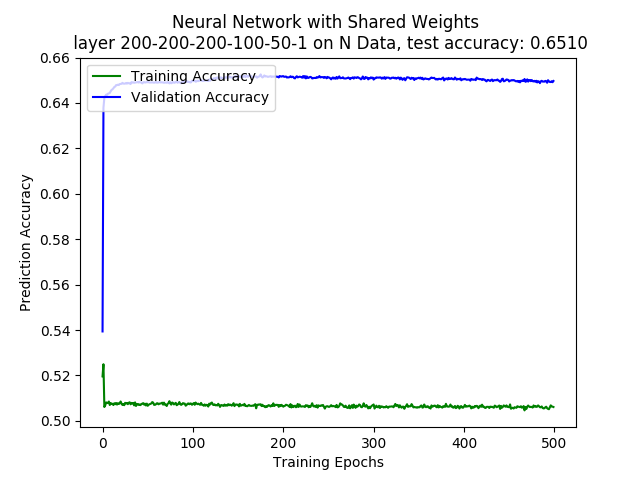 Neural Network with Shared Weights
layer 200-200-200-100-50-1 on N Data, test accuracy: 0.6510
Training Accuracy
Validation Accuracy
Prediction Accuracy
0.66
0.64
0.62
0.60
0.58
0.56
0.54
0.52
0.50
0 100 200 300 400 500
Training Epochs